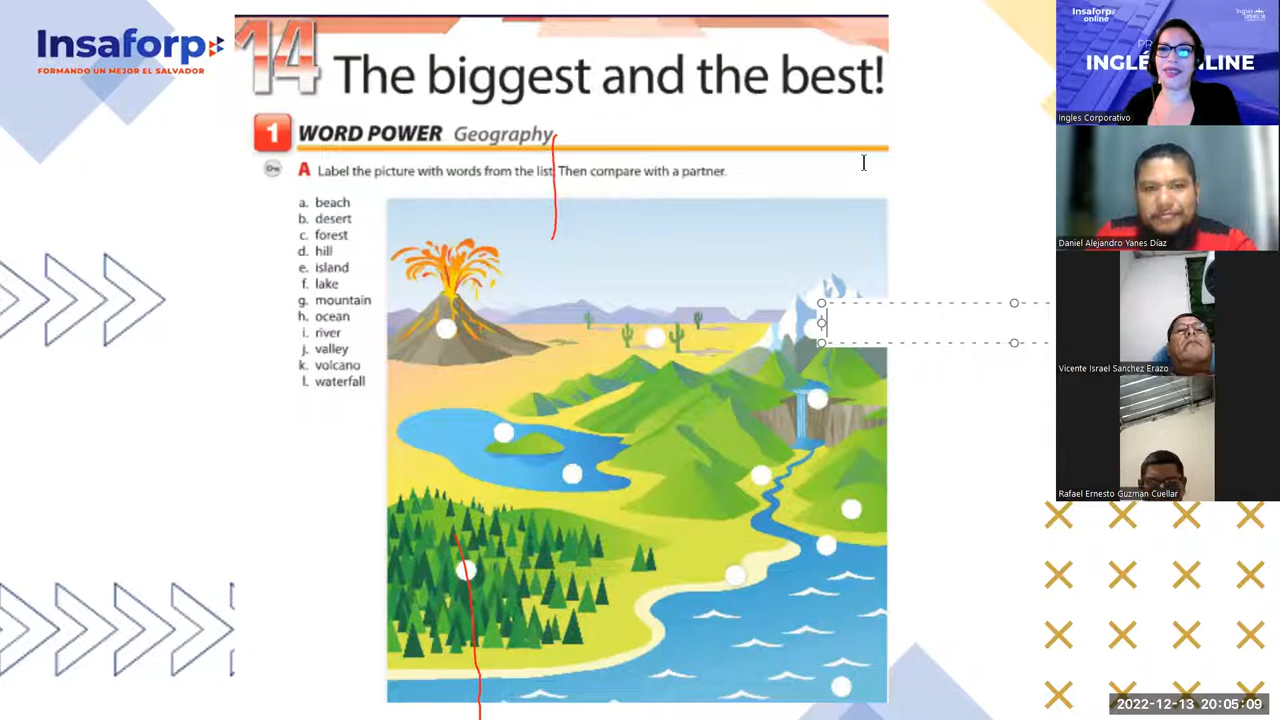 Insaforp
FORMANDO UN MEJOR EL SALVADOR
14 The biggest and the best!
1 WORD POWER Geography
A Label the picture with words from the list. Then compare with a partner.
a. beach
b. desert
c. forest
d. hill
e. island
f. lake
g. mountain
h. ocean
i. river
j. valley
k. volcano
l. waterfall
Insaforp
online
INGLÉ
NLINE
Ingles Corporativo
Daniel Alejandro Yanes Díaz
Vicente Israel Sanchez Erazo
Rafael Ernesto Guzman Cuellar
2022-12-13 20:05:09